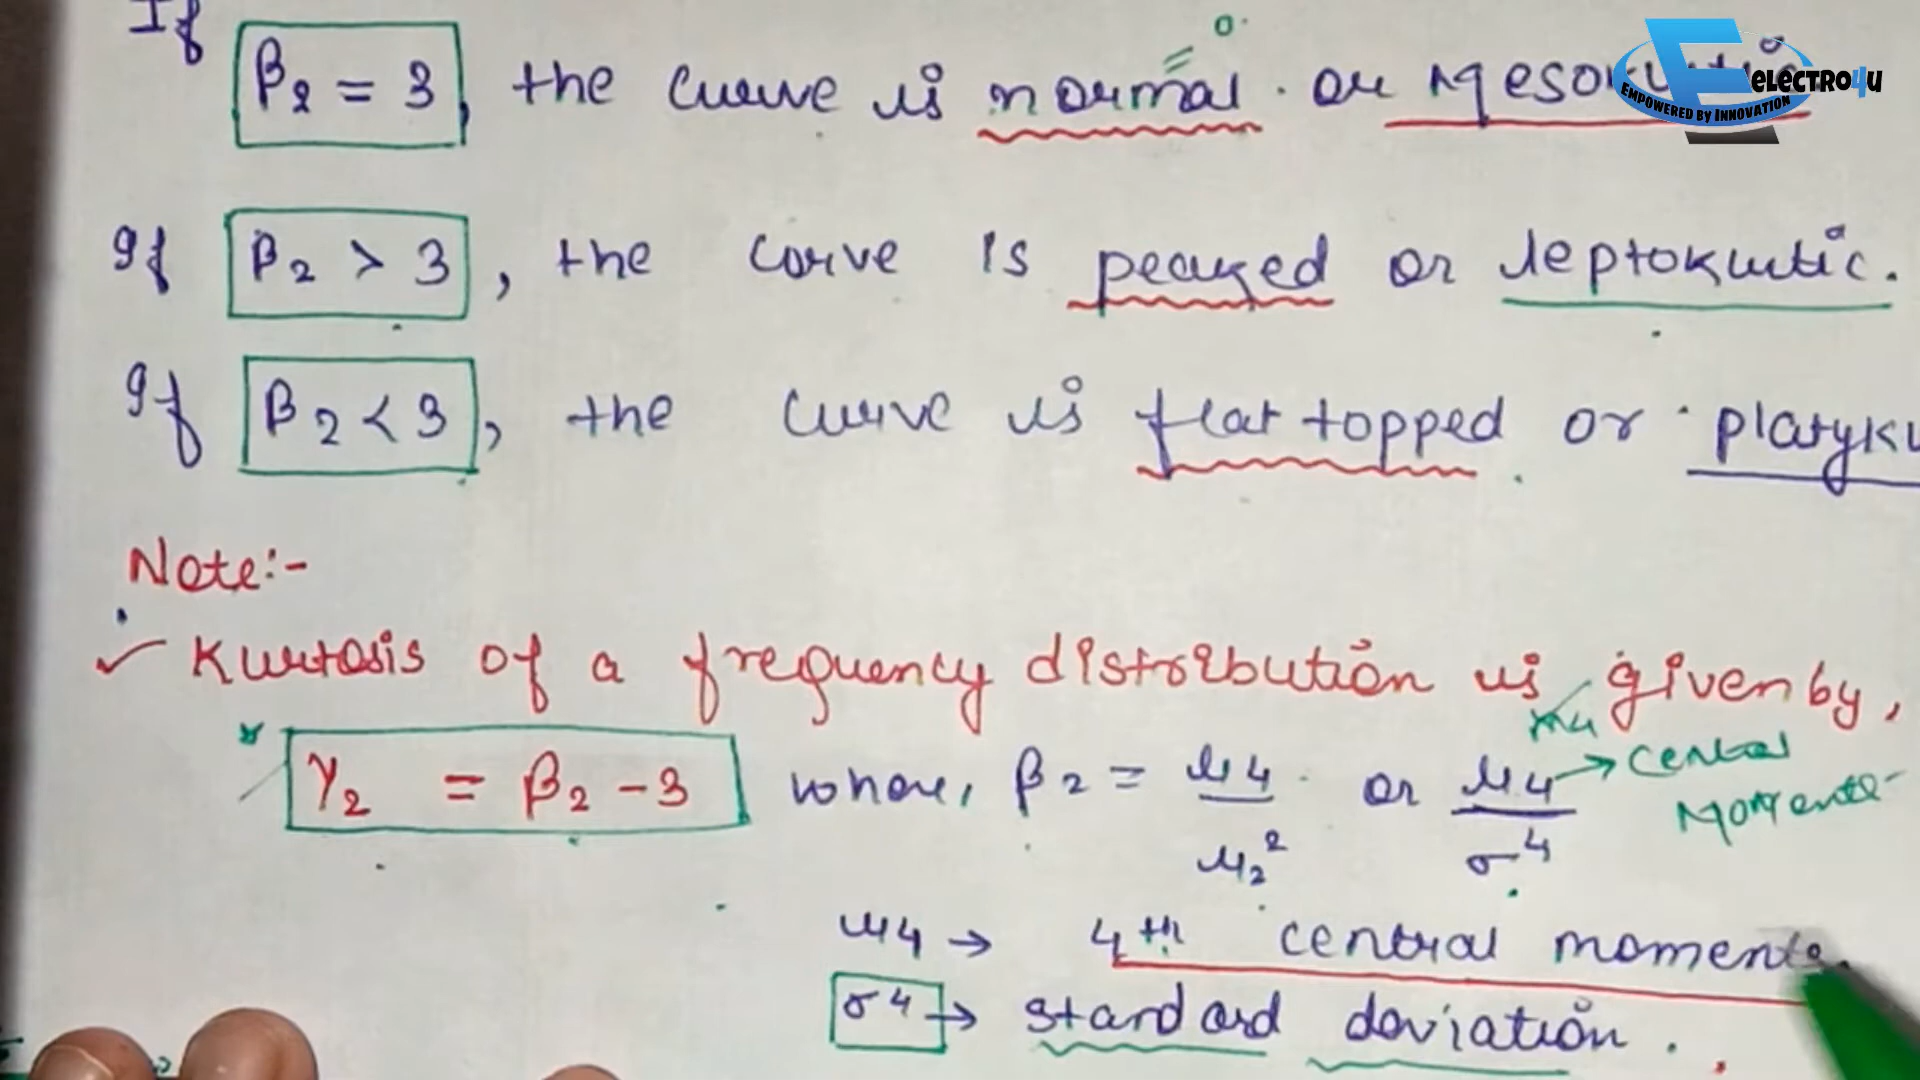 If β₂ = 3, the curve is normal. or
ELECTRO4U
EMPOWERED BY INNOVATION
If β₂ > 3, the corve is peaked or leptokurtic.
If β₂ < 3, the curve is flat topped or platyku
Note:-
✓ Kurtosis of a frequency distribution is given by,
γ₂ = β₂ - 3 where, β₂ = μ4 / μ₂² or μ4 / σ⁴ → Central Moments
mu
μ4 → 4th central moments.
σ⁴ → standard deviation.